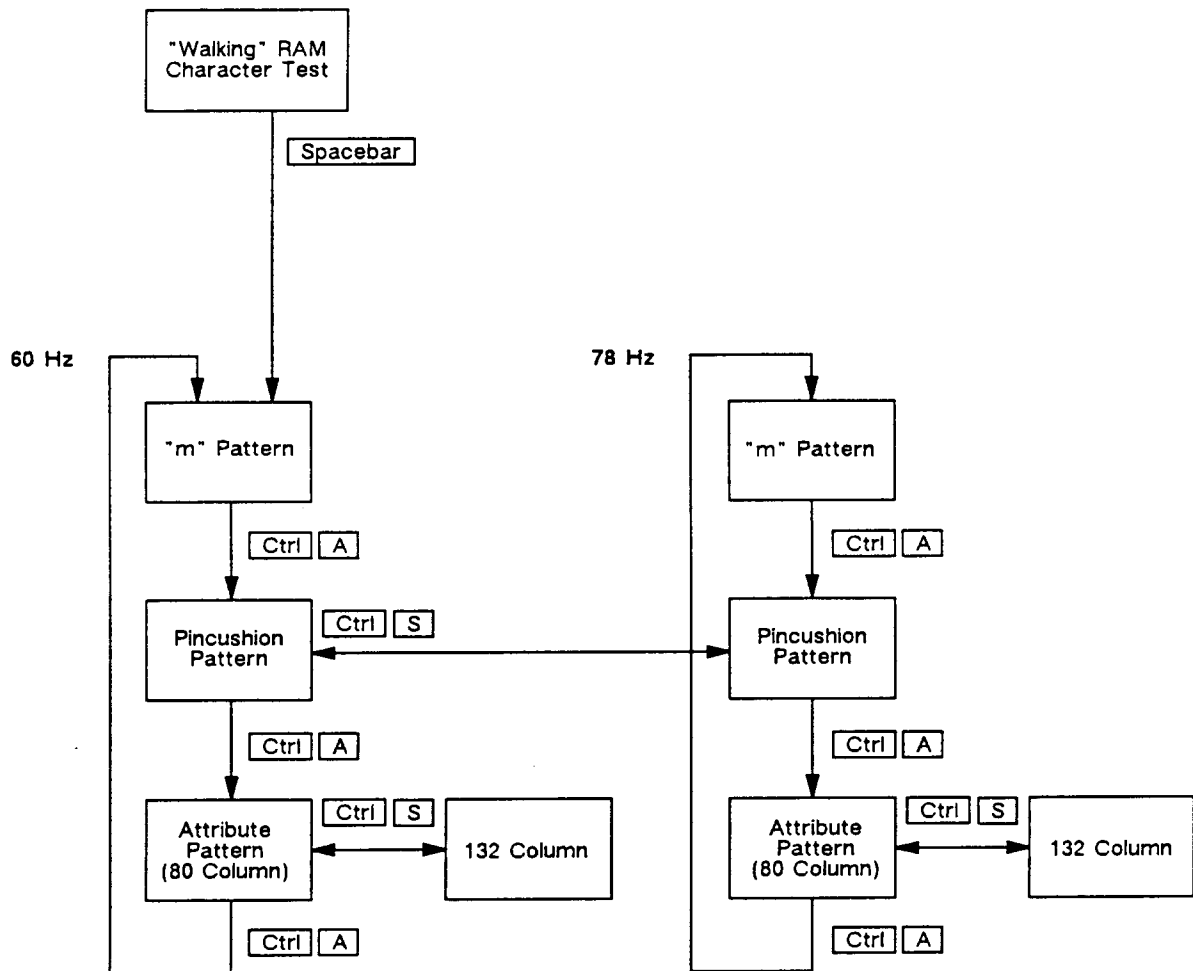 "Walking" RAM
Character Test
Spacebar
60 Hz
78 Hz
"m" Pattern
"m" Pattern
Ctrl A
Ctrl A
Pincushion
Pattern
Ctrl S
Pincushion
Pattern
Ctrl A
Ctrl A
Attribute
Pattern
(80 Column)
Ctrl S
132 Column
Attribute
Pattern
(80 Column)
Ctrl S
132 Column
Ctrl A
Ctrl A